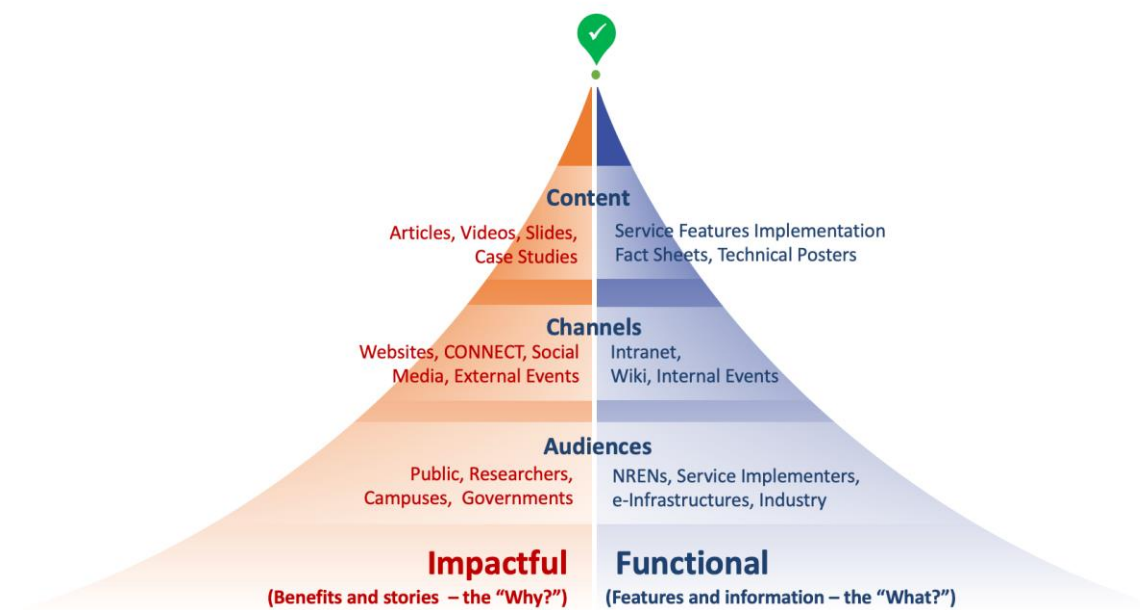 Content
Articles, Videos, Slides,
Case Studies
Service Features Implementation
Fact Sheets, Technical Posters
Channels
Websites, CONNECT, Social
Media, External Events
Intranet,
Wiki, Internal Events
Audiences
Public, Researchers,
Campuses, Governments
NRENs, Service Implementers,
e-Infrastructures, Industry
Impactful
(Benefits and stories – the “Why?”)
Functional
(Features and information – the “What?”)